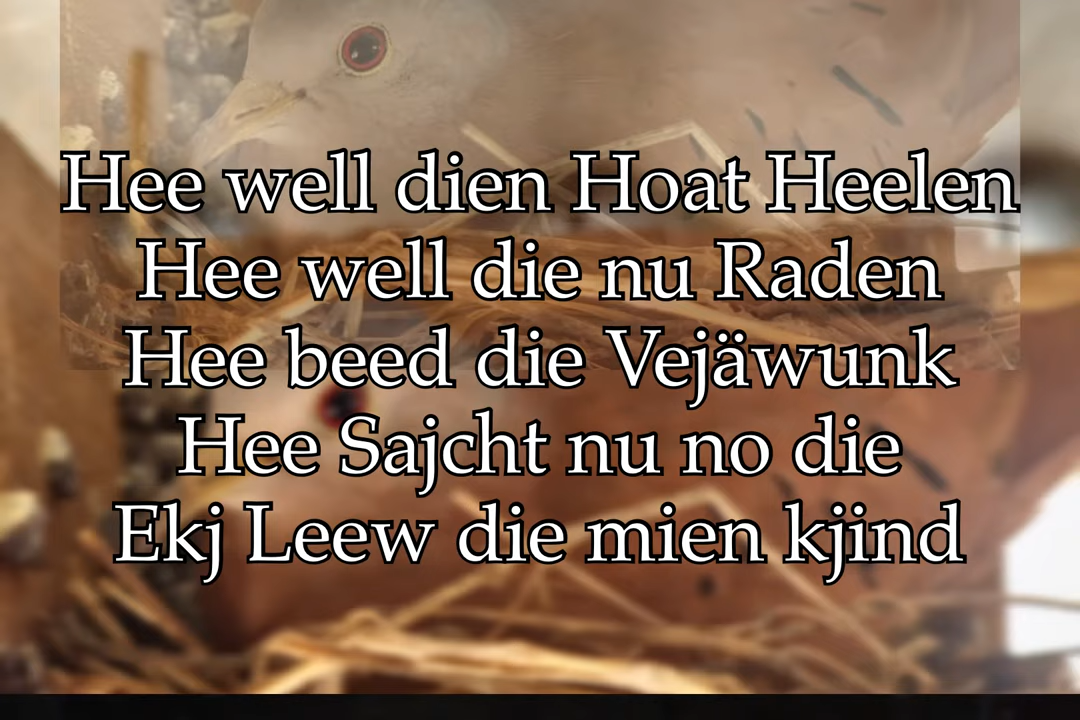 Hee well dien Hoat Heelen
Hee well die nu Raden
Hee beed die Vejäwunk
Hee Sajcht nu no die
Ekj Leew die mien kjind